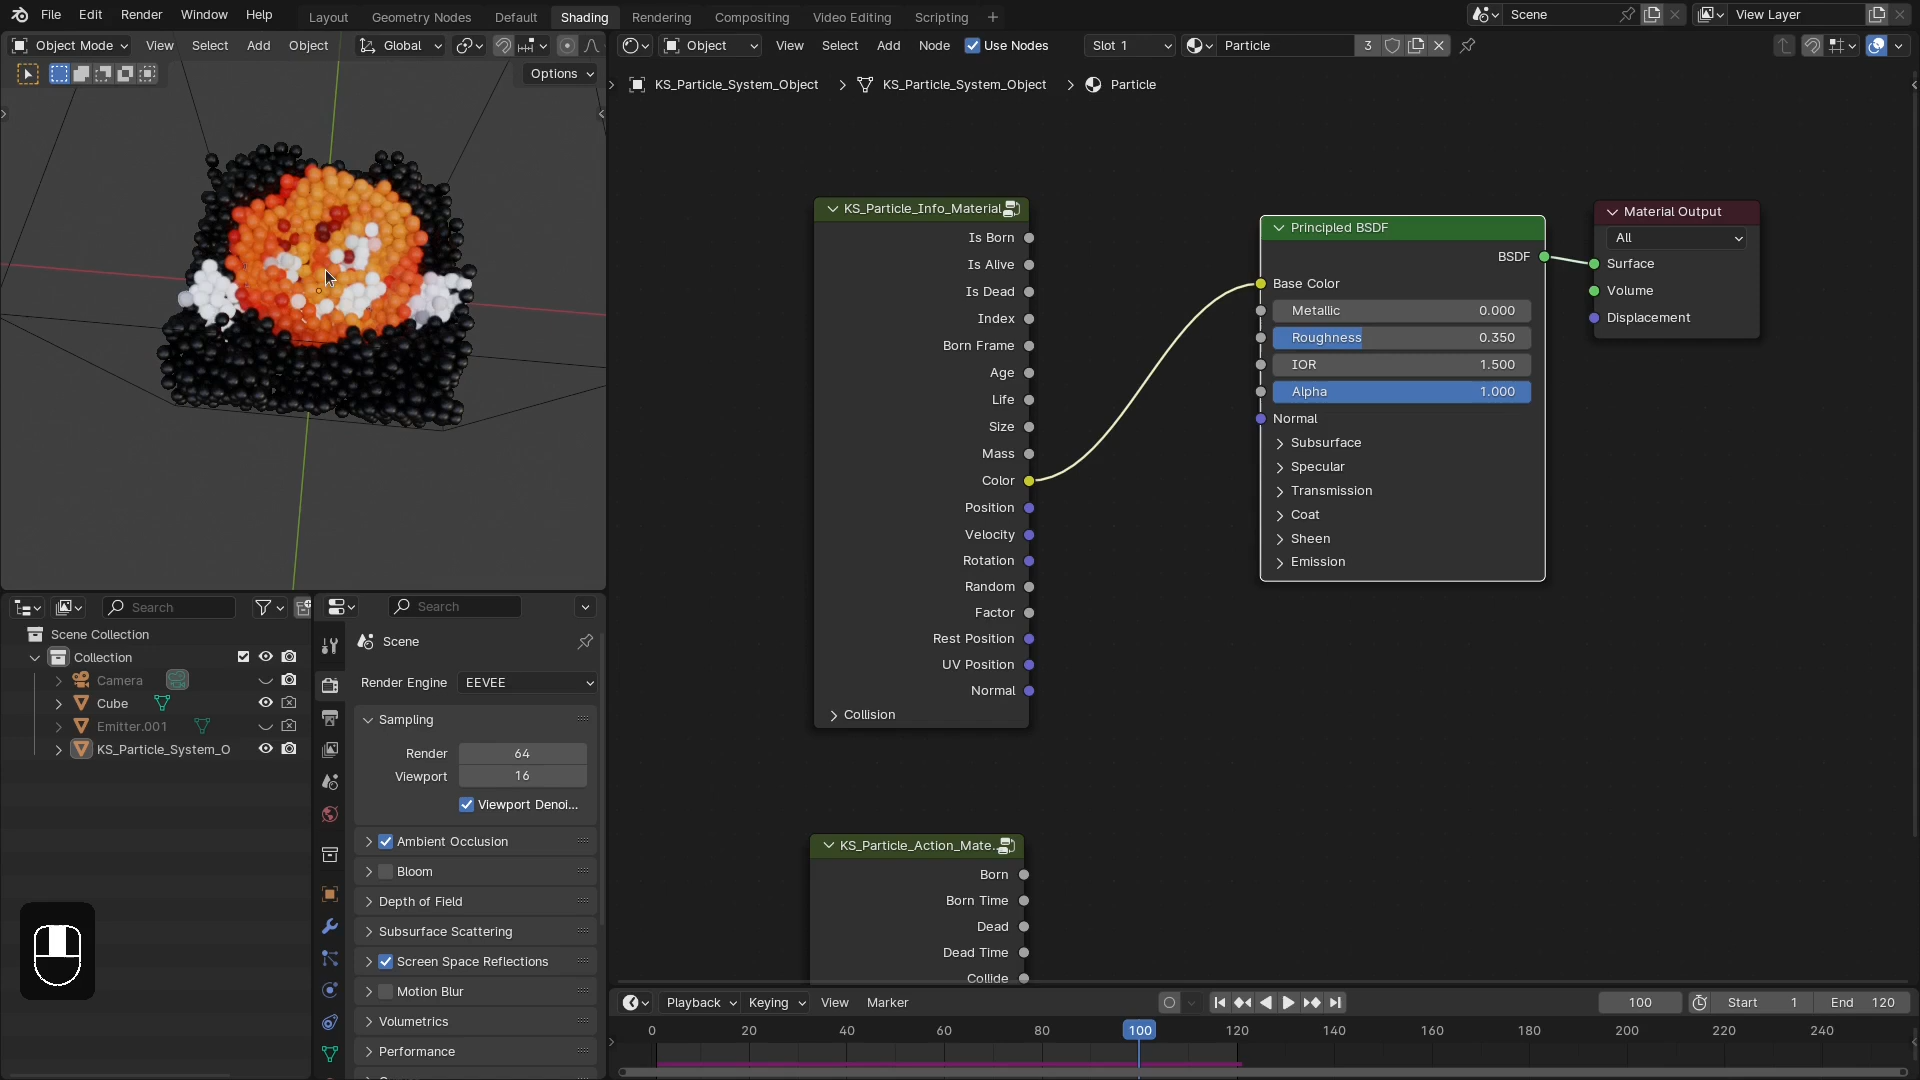 File Edit Render Window Help Layout Geometry Nodes Default Shading Rendering Compositing Video Editing Scripting + Scene View Layer
Object Mode View Select Add Object Global
Options
Object View Select Add Node Use Nodes Slot 1 Particle 3
KS_Particle_System_Object > KS_Particle_System_Object > Particle
KS_Particle_Info_Material
Is Born
Is Alive
Is Dead
Index
Born Frame
Age
Life
Size
Mass
Color
Position
Velocity
Rotation
Random
Factor
Rest Position
UV Position
Normal
Collision
Principled BSDF
BSDF
Base Color
Metallic 0.000
Roughness 0.350
IOR 1.500
Alpha 1.000
Normal
Subsurface
Specular
Transmission
Coat
Sheen
Emission
Material Output
All
Surface
Volume
Displacement
KS_Particle_Action_Mate...
Born
Born Time
Dead
Dead Time
Collide
Search
Scene Collection
Collection
Camera
Cube
Emitter.001
KS_Particle_System_O
Search
Scene
Render Engine EEVEE
Sampling
Render 64
Viewport 16
Viewport Denoi...
Ambient Occlusion
Bloom
Depth of Field
Subsurface Scattering
Screen Space Reflections
Motion Blur
Volumetrics
Performance
Playback Keying View Marker 100 Start 1 End 120
0 20 40 60 80 100 120 140 160 180 200 220 240